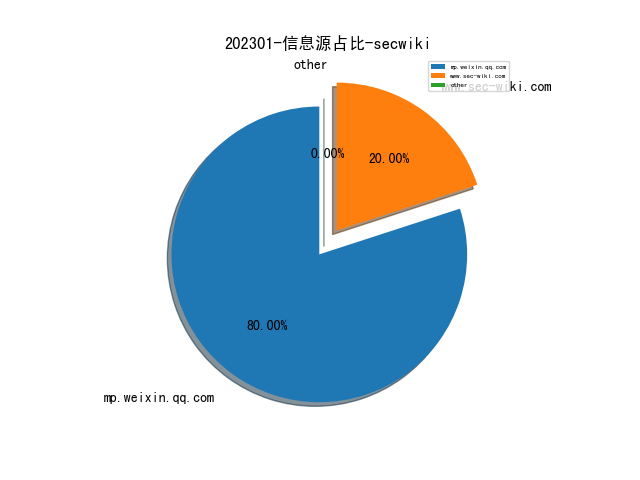 202301-信息源占比-secwiki
other
mp.weixin.qq.com
www.sec-wiki.com
other
www.sec-wiki.com
0.00%
20.00%
80.00%
mp.weixin.qq.com